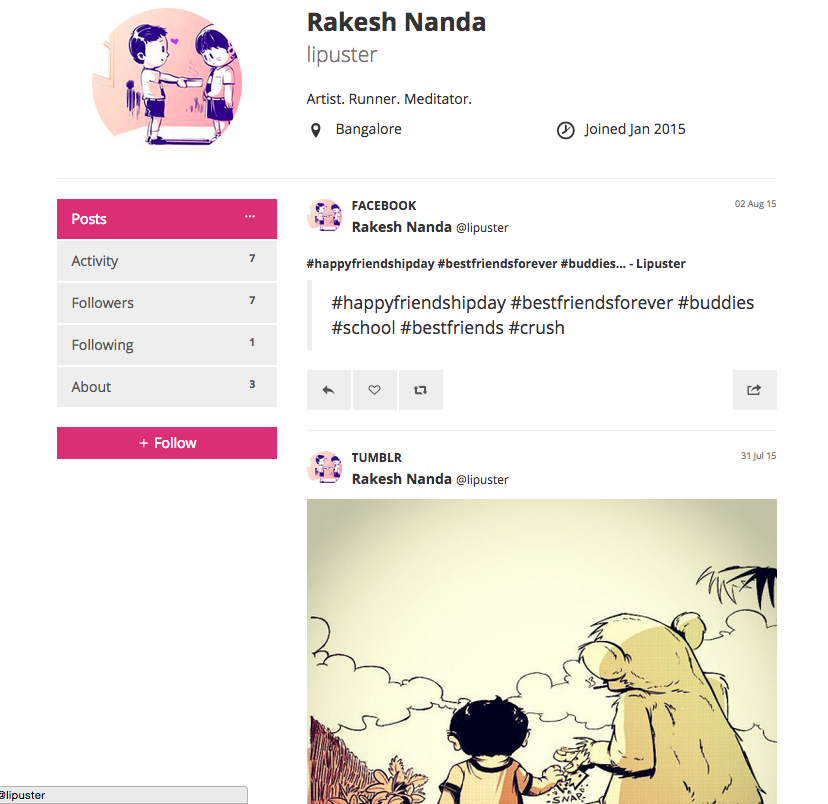 Rakesh Nanda
lipuster
Artist. Runner. Meditator.
Bangalore
Joined Jan 2015
Posts ...
Activity 7
Followers 7
Following 1
About 3
+ Follow
FACEBOOK
02 Aug 15
Rakesh Nanda @lipuster
#happyfriendshipday #bestfriendsforever #buddies... - Lipuster
#happyfriendshipday #bestfriendsforever #buddies
#school #bestfriends #crush
TUMBLR
31 Jul 15
Rakesh Nanda @lipuster
SNAP
@lipuster